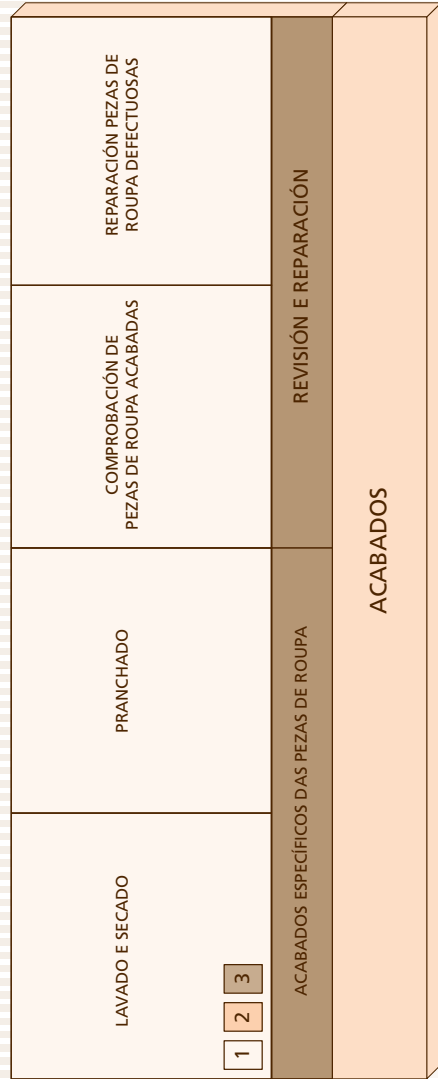 LAVADO E SECADO
1 2 3
PRANCHADO
COMPROBACIÓN DE
PEZAS DE ROUPA ACABADAS
REPARACIÓN PEZAS DE
ROUPA DEFECTUOSAS
ACABADOS ESPECÍFICOS DAS PEZAS DE ROUPA
REVISIÓN E REPARACIÓN
ACABADOS